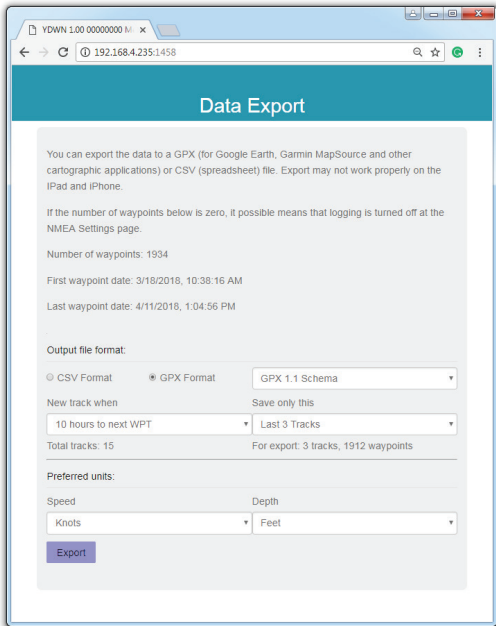 YDWN 1.00 00000000 M
192.168.4.235:1458
Data Export
You can export the data to a GPX (for Google Earth, Garmin MapSource and other
cartographic applications) or CSV (spreadsheet) file. Export may not work properly on the
IPad and iPhone.
If the number of waypoints below is zero, it possible means that logging is turned off at the
NMEA Settings page.
Number of waypoints: 1934
First waypoint date: 3/18/2018, 10:38:16 AM
Last waypoint date: 4/11/2018, 1:04:56 PM
Output file format:
CSV Format GPX Format GPX 1.1 Schema
New track when Save only this
10 hours to next WPT Last 3 Tracks
Total tracks: 15 For export: 3 tracks, 1912 waypoints
Preferred units:
Speed Depth
Knots Feet
Export